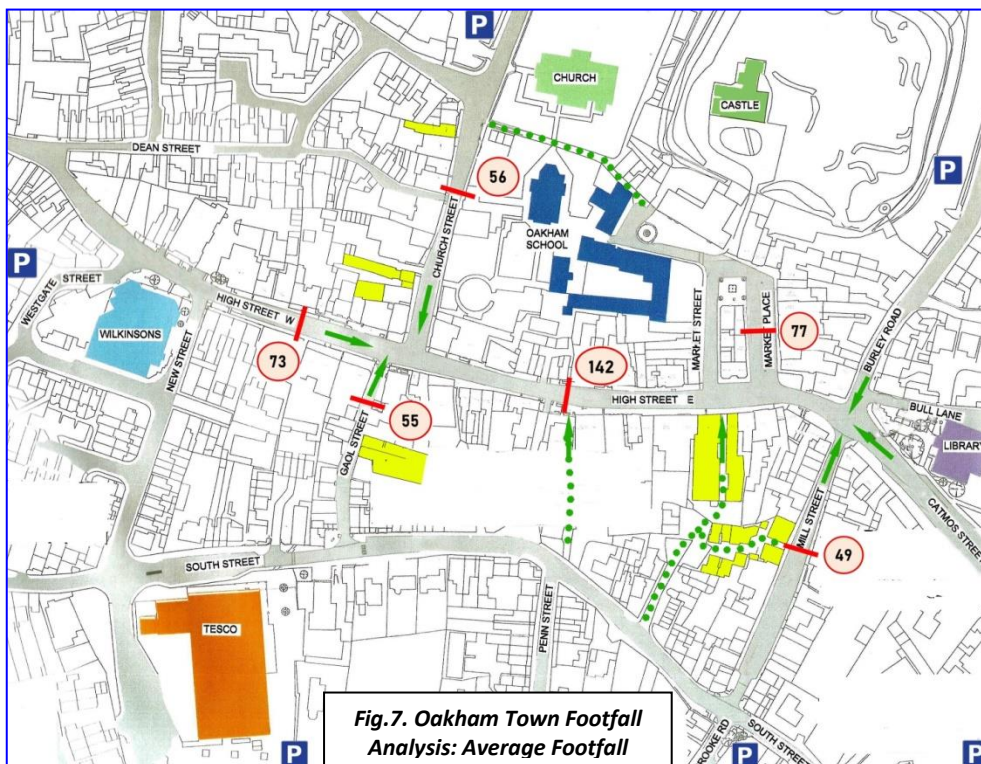 P
CHURCH
CASTLE
DEAN STREET
56
P
CHURCH STREET
OAKHAM
SCHOOL
P
WESTGATE STREET
HIGH STREET W
WILKINSONS
NEW STREET
73
142
MARKET STREET
MARKET PLACE
77
BURLEY ROAD
HIGH STREET E
BULL LANE
LIBRARY
GAOL STREET
55
CATMOS STREET
MILL STREET
49
SOUTH STREET
TESCO
PENN STREET
SOUTH STREET
ROOKE RD
P
P
P
Fig.7. Oakham Town Footfall
Analysis: Average Footfall